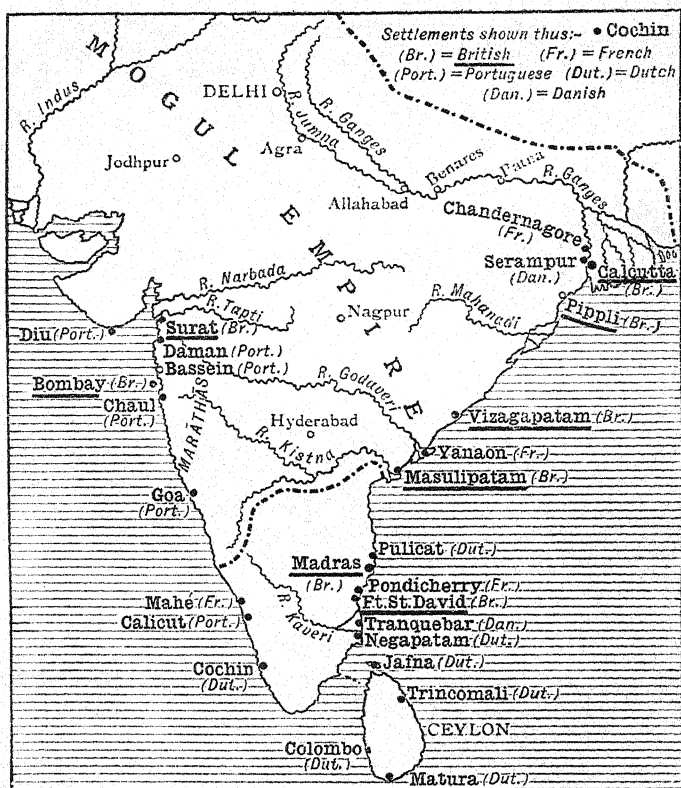 Settlements shown thus:- • Cochin
(Br.) = British (Fr.) = French
(Port.) = Portuguese (Dut.) = Dutch
(Dan.) = Danish
MOGUL EMPIRE
R. Indus
DELHI
R. Jumna
R. Ganges
Jodhpur
Agra
Allahabad
Benares
Patna
R. Ganges
Chandernagore
(Fr.)
Serampur
(Dan.)
Calcutta
(Br.)
R. Narbada
R. Tapti
Nagpur
R. Mahanadi
Pippli (Br.)
Diu (Port.)
Surat (Br.)
Daman (Port.)
Bassein (Port.)
Bombay (Br.)
Chaul
(Port.)
MARATHAS
R. Godaveri
Hyderabad
R. Kistna
Vizagapatam (Br.)
Yanaon (Fr.)
Masulipatam (Br.)
Goa
(Port.)
Pulicat (Dut.)
Madras
(Br.)
Pondicherry (Fr.)
Ft. St. David (Br.)
Tranquebar (Dan.)
Negapatam (Dut.)
Mahé (Fr.)
Calicut (Port.)
R. Kaveri
Cochin
(Dut.)
Jafna (Dut.)
Trincomali (Dut.)
CEYLON
Colombo
(Dut.)
Matura (Dut.)